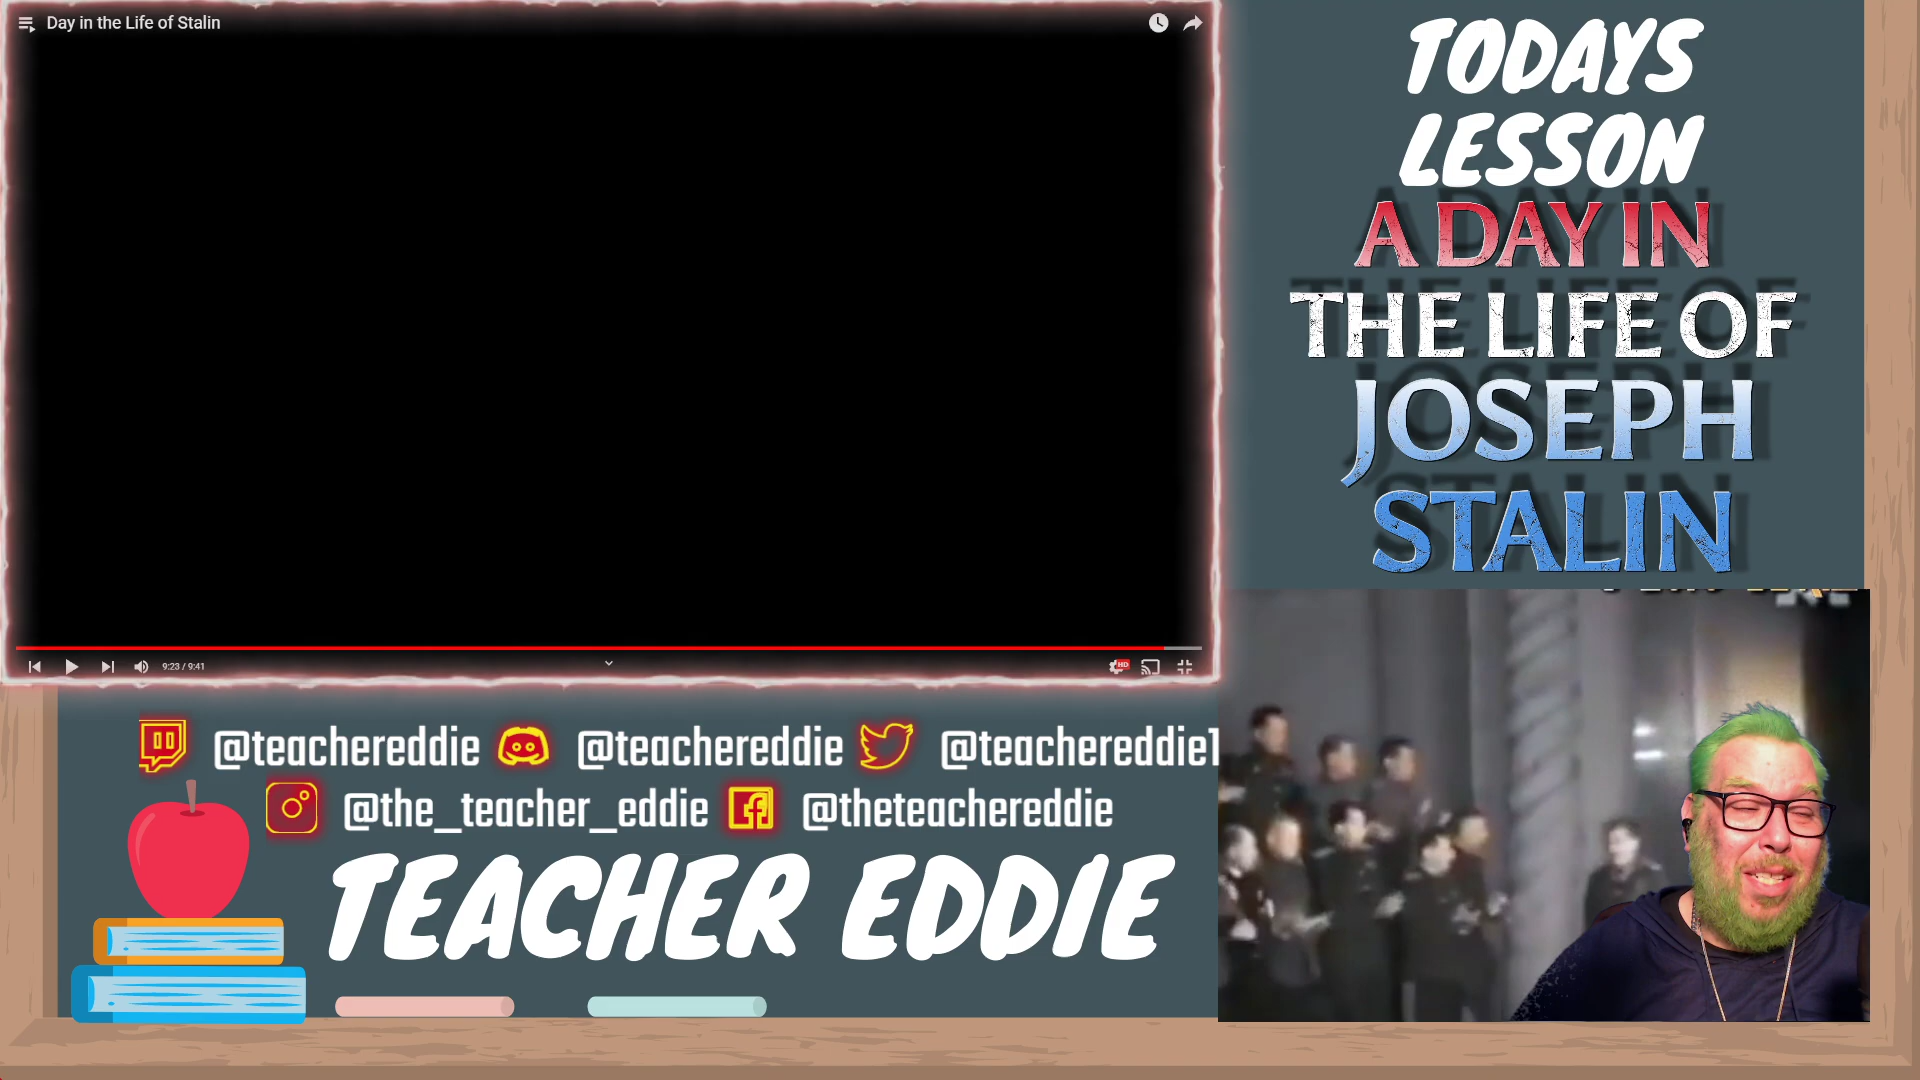 Day in the Life of Stalin
TODAYS
LESSON
A DAY IN
THE LIFE OF
JOSEPH
STALIN
9:23 / 9:41
HD
@teachereddie @teachereddie @teachereddie1
@the_teacher_eddie @theteachereddie
TEACHER EDDIE